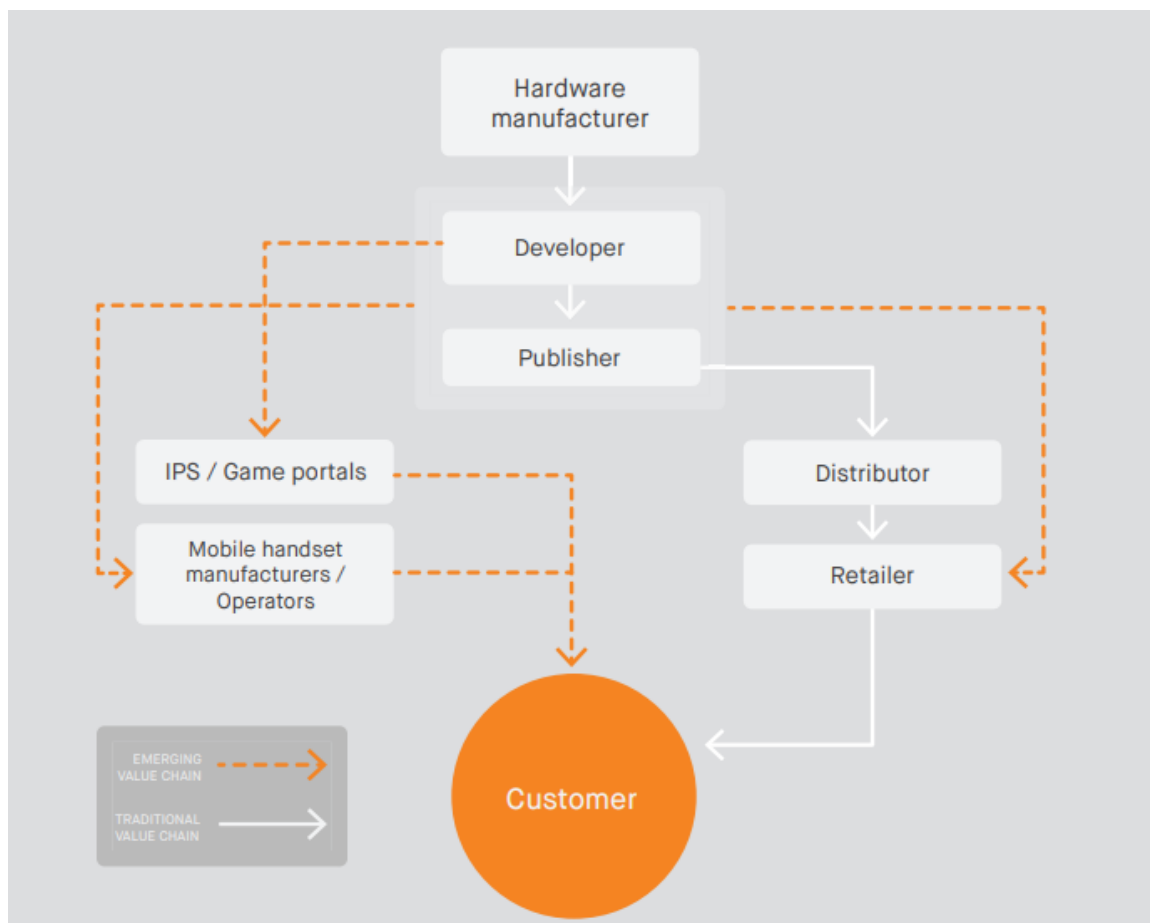 Hardware
manufacturer
Developer
Publisher
IPS / Game portals
Distributor
Mobile handset
manufacturers /
Operators
Retailer
EMERGING
VALUE CHAIN
TRADITIONAL
VALUE CHAIN
Customer